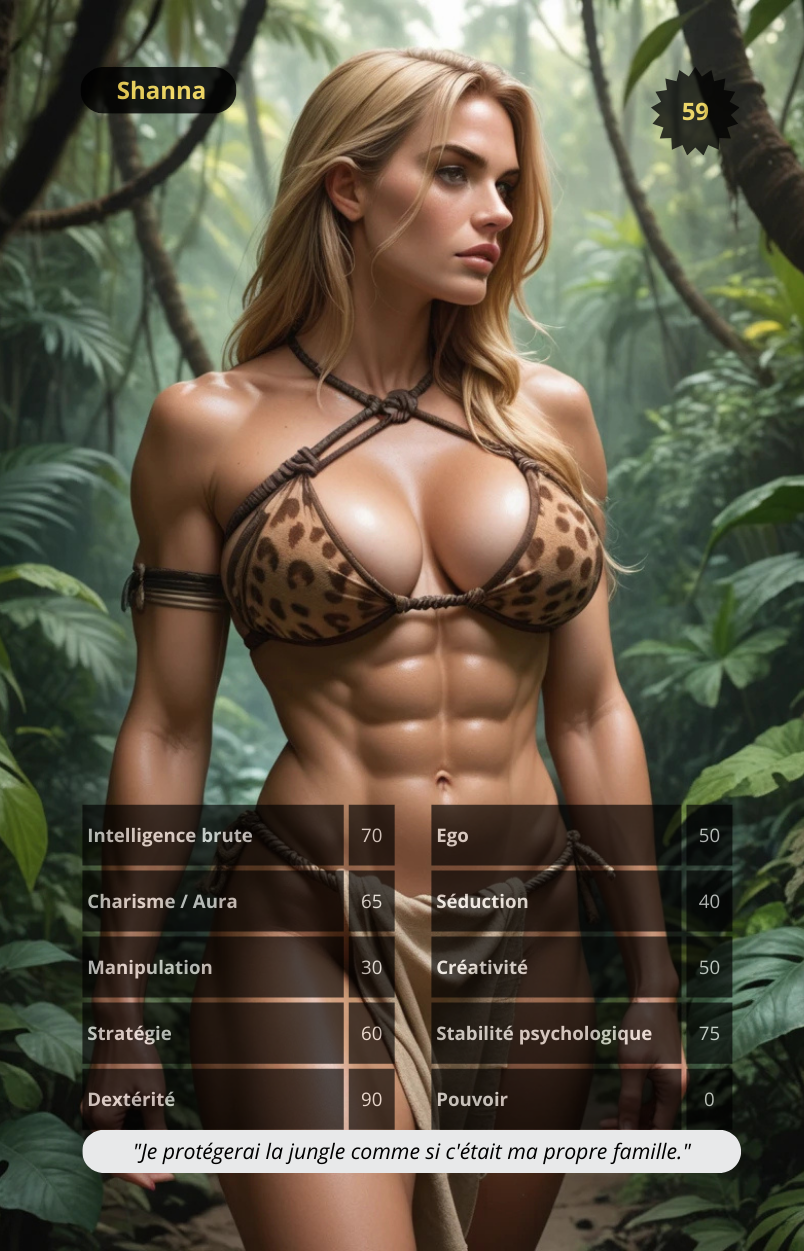 Shanna
59
Intelligence brute 70
Ego 50
Charisme / Aura 65
Séduction 40
Manipulation 30
Créativité 50
Stratégie 60
Stabilité psychologique 75
Dextérité 90
Pouvoir 0
"Je protégerai la jungle comme si c'était ma propre famille."